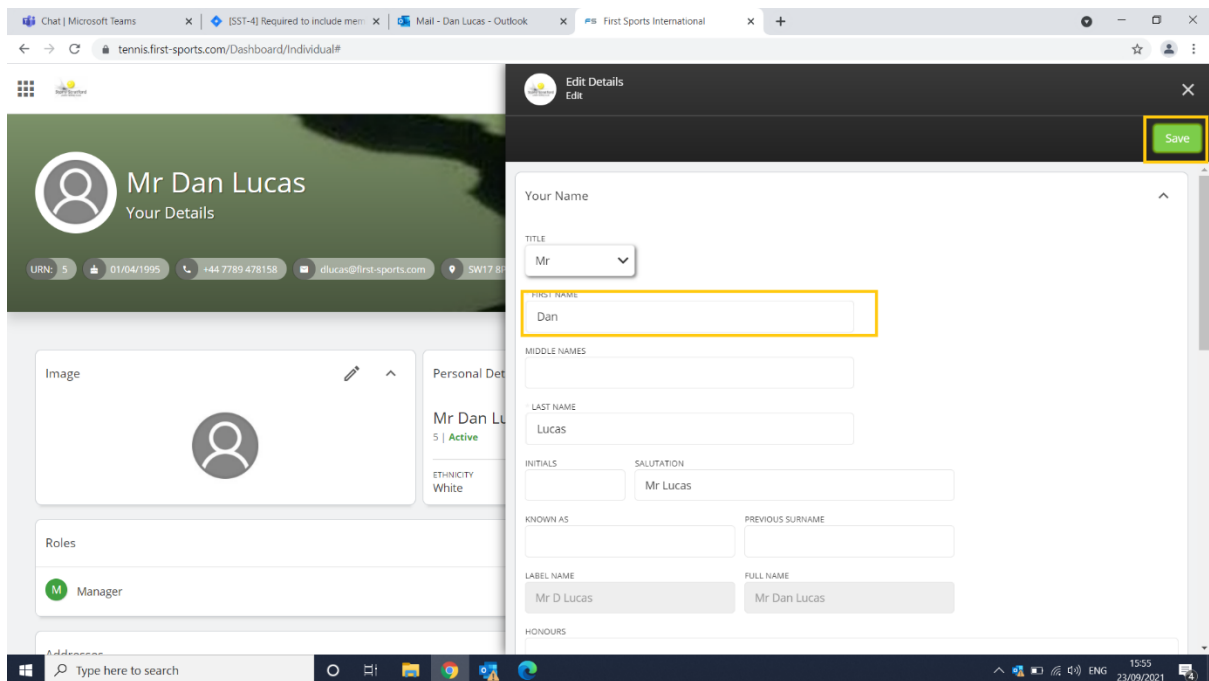 Chat | Microsoft Teams
[SST-4] Required to include mem
Mail - Dan Lucas - Outlook
FS First Sports International
tennis.first-sports.com/Dashboard/Individual#
Edit Details
Edit
Save
Mr Dan Lucas
Your Details
URN: 5
01/04/1995
+44 7789 478158
dlucas@first-sports.com
SW17
Your Name
TITLE
Mr
FIRST NAME
Dan
MIDDLE NAMES
LAST NAME
Lucas
INITIALS
SALUTATION
Mr Lucas
KNOWN AS
PREVIOUS SURNAME
LABEL NAME
FULL NAME
Mr D Lucas
Mr Dan Lucas
HONOURS
Image
Personal Det
Mr Dan Lu
5 | Active
ETHNICITY
White
Roles
M Manager
Addresses
Type here to search
ENG
15:55
23/09/2021
4